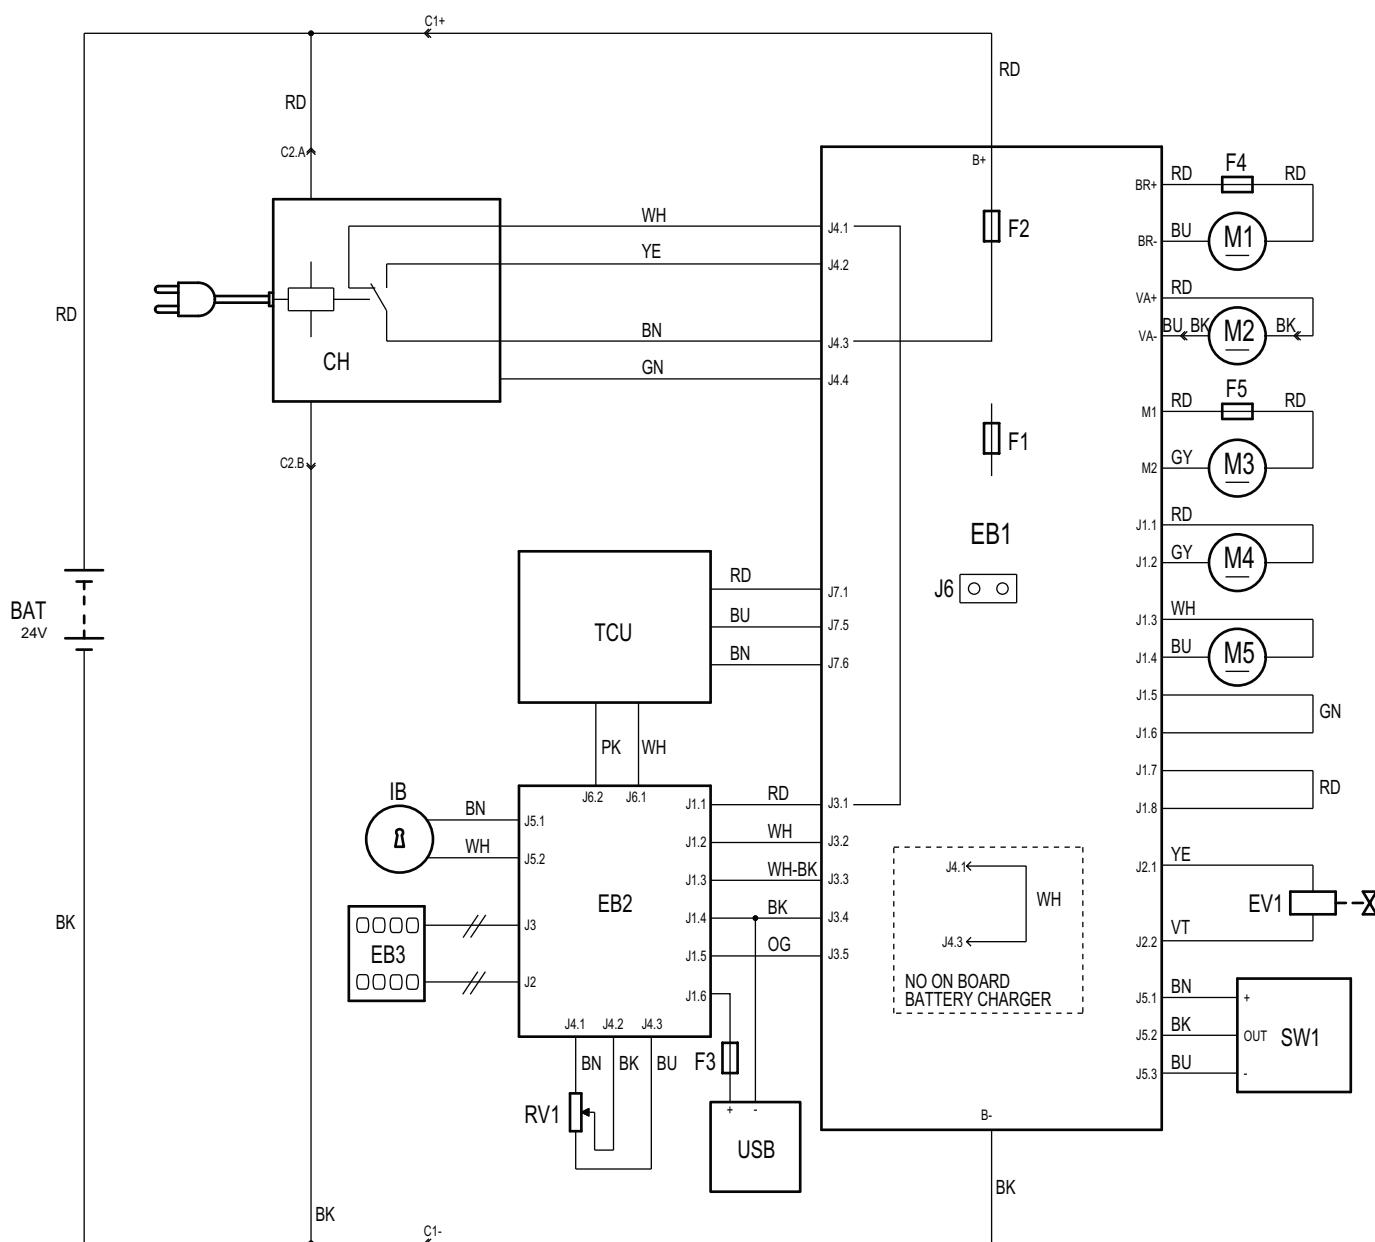 C1+
RD
RD
C2.A
B+
BR+
RD
F4
RD
WH
J4.1
F2
BR-
BU
M1
YE
J4.2
RD
VA+
RD
BN
J4.3
VA-
BU
BK
M2
BK
CH
GN
J4.4
M1
RD
F5
RD
F1
C2.B
M2
GY
M3
EB1
J1.1
RD
J1.2
GY
M4
BAT
24V
TCU
RD
J7.1
J6
BU
J7.5
J1.3
WH
BN
J7.6
J1.4
BU
M5
J1.5
GN
J1.6
PK
WH
J1.7
RD
J1.8
IB
J6.2
J6.1
BN
J5.1
J1.1
RD
J3.1
WH
J5.2
J1.2
WH
J3.2
J1.3
WH-BK
J3.3
J4.1
J2.1
YE
WH
EV1
BK
EB2
J1.4
BK
J3.4
J4.3
J2.2
VT
EB3
J3
J1.5
OG
J3.5
J2
J1.6
NO ON BOARD
BATTERY CHARGER
J5.1
BN
+
J4.1
J4.2
J4.3
J5.2
BK
OUT
SW1
BN
BK
BU
F3
J5.3
BU
-
RV1
+
-
B-
USB
BK
BK
C1-